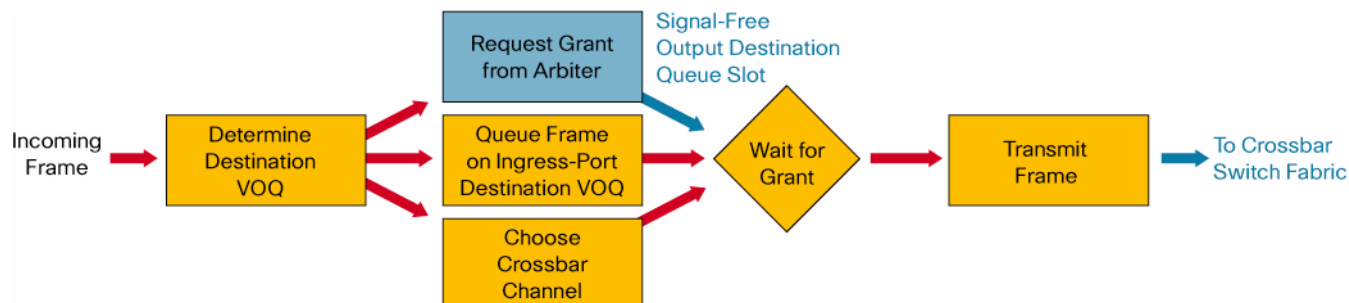 Incoming
Frame
Determine
Destination
VOQ
Request Grant
from Arbiter
Signal-Free
Output Destination
Queue Slot
Queue Frame
on Ingress-Port
Destination VOQ
Choose
Crossbar
Channel
Wait for
Grant
Transmit
Frame
To Crossbar
Switch Fabric